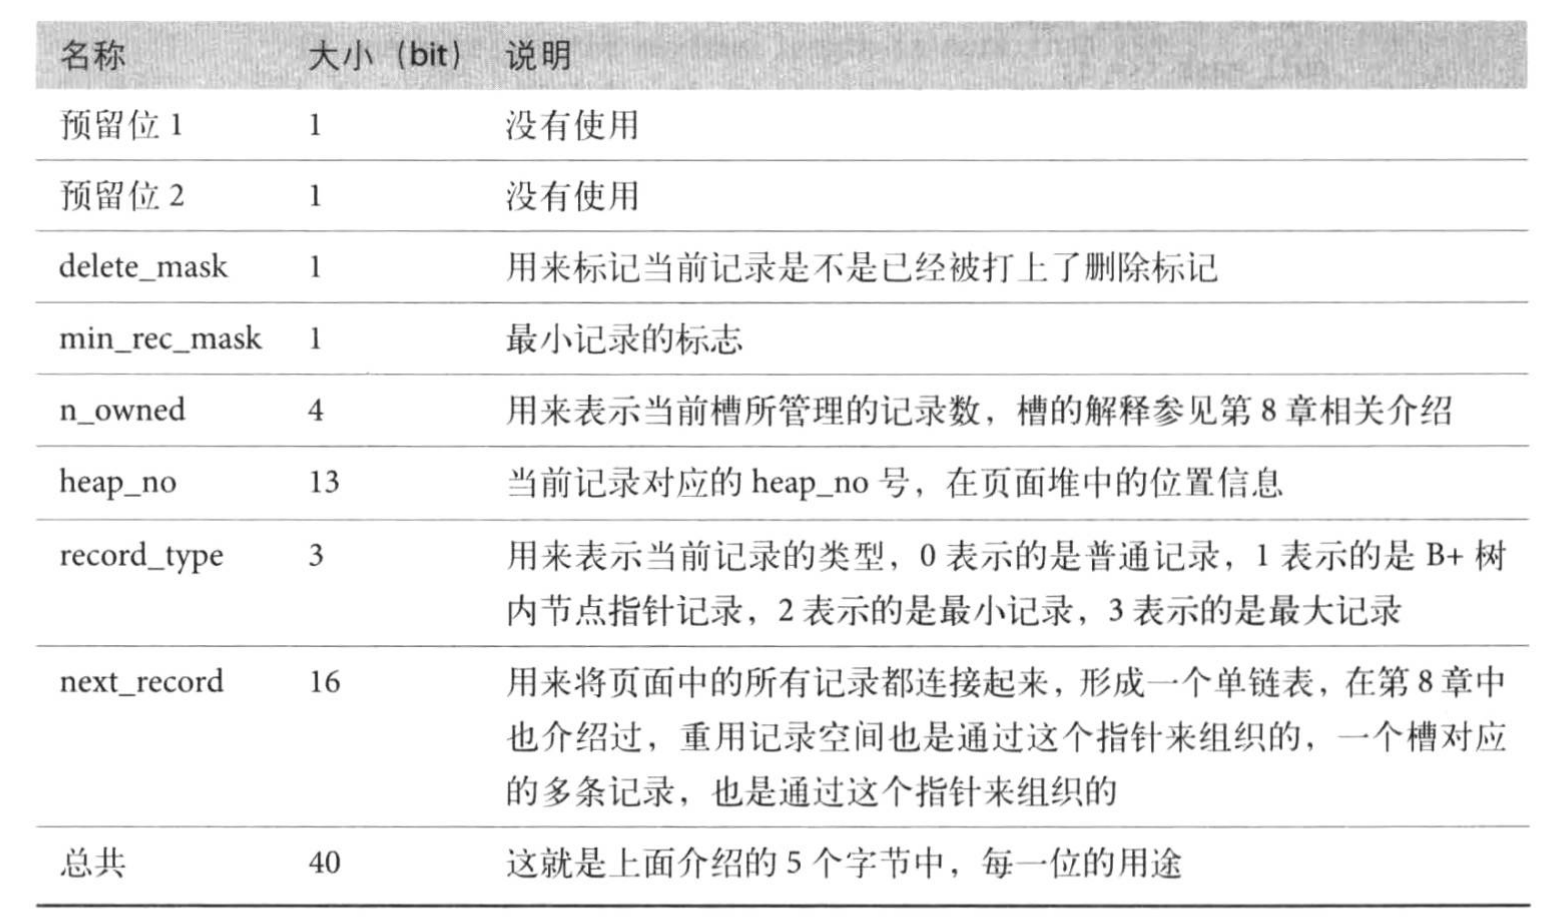 名称 大小（bit） 说明
预留位 1 1 没有使用
预留位 2 1 没有使用
delete_mask 1 用来标记当前记录是不是已经被打上了删除标记
min_rec_mask 1 最小记录的标志
n_owned 4 用来表示当前槽所管理的记录数，槽的解释参见第 8 章相关介绍
heap_no 13 当前记录对应的 heap_no 号，在页面堆中的位置信息
record_type 3 用来表示当前记录的类型，0 表示的是普通记录，1 表示的是 B+ 树
内节点指针记录，2 表示的是最小记录，3 表示的是最大记录
next_record 16 用来将页面中的所有记录都连接起来，形成一个单链表，在第 8 章中
也介绍过，重用记录空间也是通过这个指针来组织的，一个槽对应
的多条记录，也是通过这个指针来组织的
总共 40 这就是上面介绍的 5 个字节中，每一位的用途